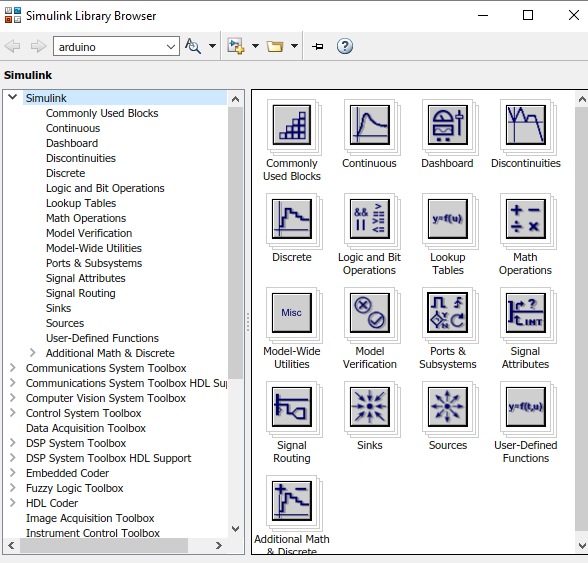 Simulink Library Browser
arduino
Simulink
Simulink
Commonly Used Blocks
Continuous
Dashboard
Discontinuities
Discrete
Logic and Bit Operations
Lookup Tables
Math Operations
Model Verification
Model-Wide Utilities
Ports & Subsystems
Signal Attributes
Signal Routing
Sinks
Sources
User-Defined Functions
Additional Math & Discrete
Communications System Toolbox
Communications System Toolbox HDL Su
Computer Vision System Toolbox
Control System Toolbox
Data Acquisition Toolbox
DSP System Toolbox
DSP System Toolbox HDL Support
Embedded Coder
Fuzzy Logic Toolbox
HDL Coder
Image Acquisition Toolbox
Instrument Control Toolbox
Commonly
Used Blocks
Continuous
Dashboard
Discontinuities
Discrete
&& >=
|| <=
Logic and Bit
Operations
y=f(u)
Lookup
Tables
+ −
÷ ×
Math
Operations
Misc
Model-Wide
Utilities
Model
Verification
Ports &
Subsystems
?
INT
Signal
Attributes
Signal
Routing
Sinks
Sources
y=f(t,u)
User-Defined
Functions
+ −
Additional Math
& Discrete